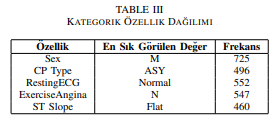 TABLE III
KATEGORIK ÖZELLIK DAĞILIMI
Özellik En Sık Görülen Değer Frekans
Sex M 725
CP Type ASY 496
RestingECG Normal 552
ExerciseAngina N 547
ST Slope Flat 460